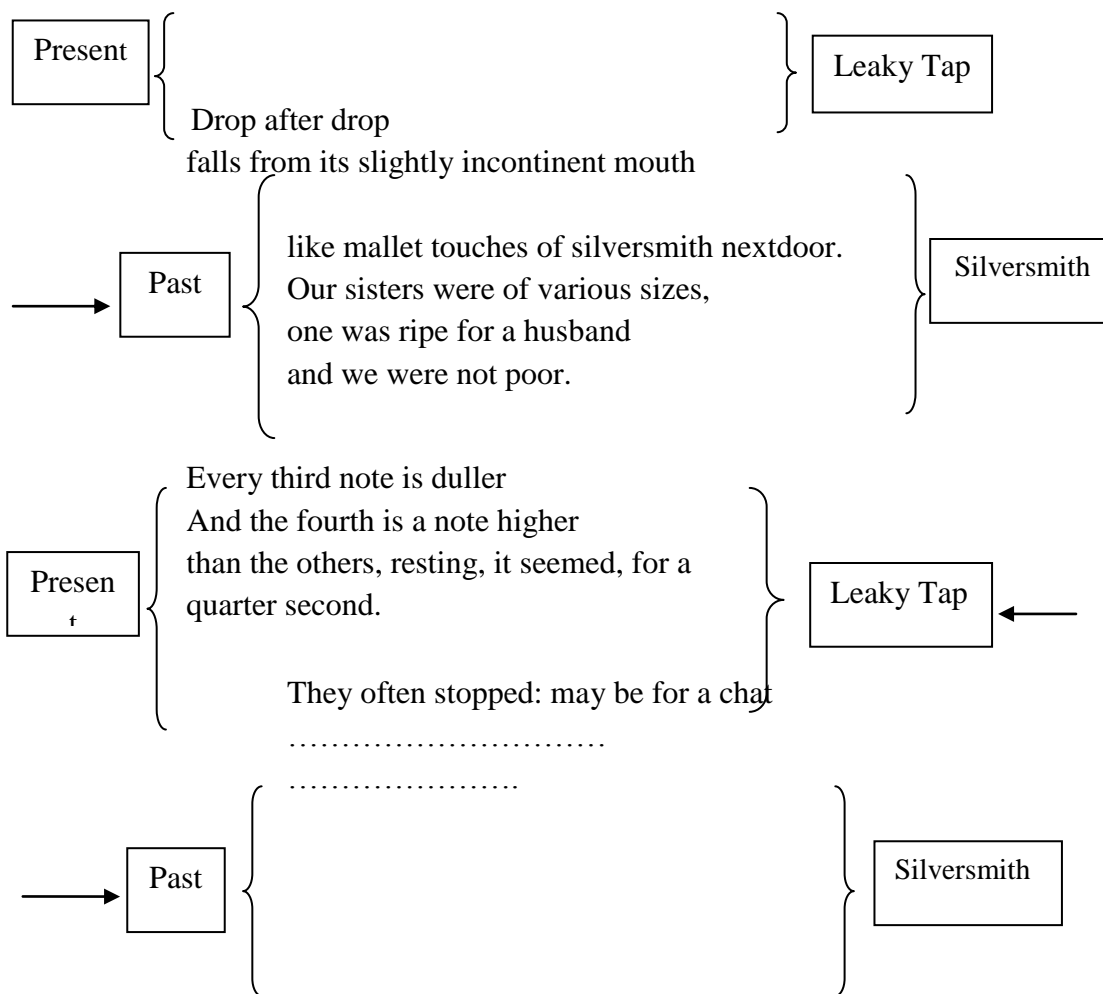 Present
Leaky Tap
Drop after drop
falls from its slightly incontinent mouth
like mallet touches of silversmith nextdoor.
Past
Silversmith
Our sisters were of various sizes,
one was ripe for a husband
and we were not poor.
Every third note is duller
And the fourth is a note higher
than the others, resting, it seemed, for a
Presen
t
Leaky Tap
quarter second.
They often stopped: may be for a chat
…………………………
………………….
Past
Silversmith